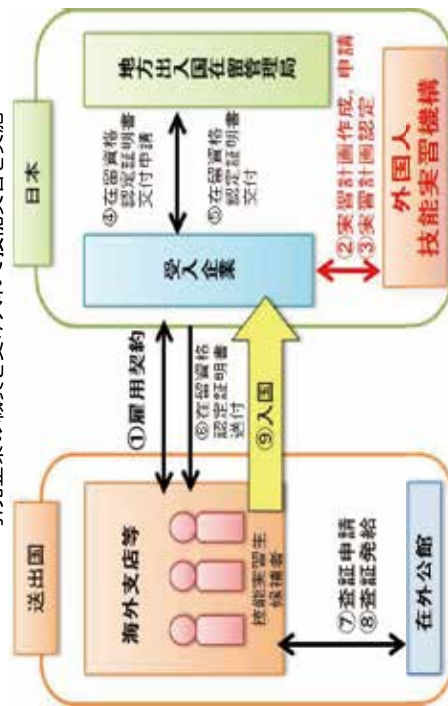 送出国
海外支店等
技能実習生
候補者
①雇用契約
⑥在留資格
認定証明書
送付
⑨入国
⑦査証申請
⑧査証発給
在外公館
日本
受入企業
④在留資格
認定証明書
交付申請
⑤在留資格
認定証明書
交付
地方出入国在留管理局
②実習計画作成，申請
③実習計画認定
外国人
技能実習機構